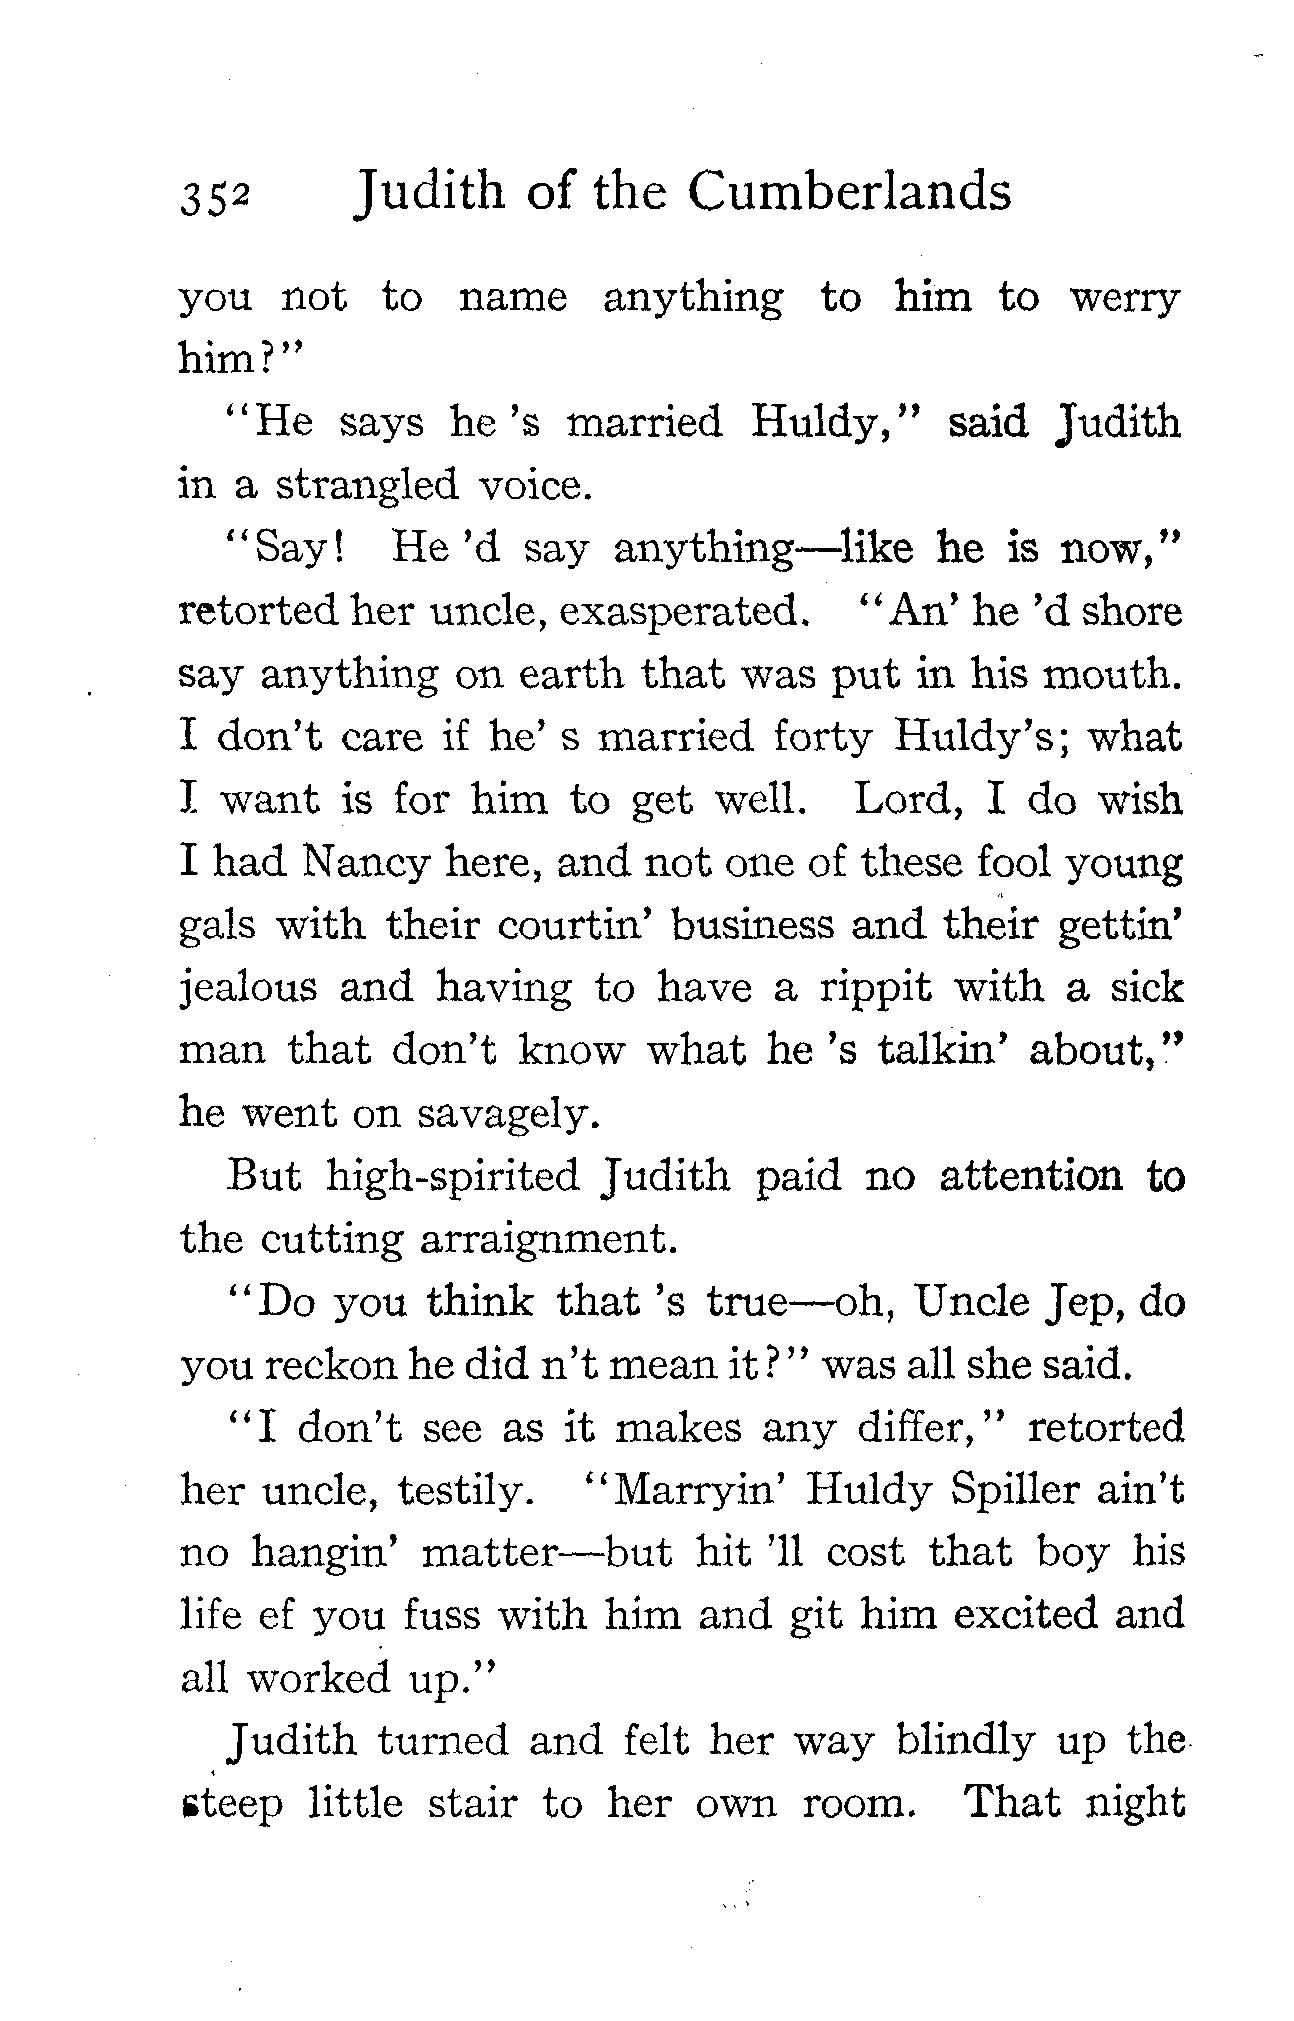 352 Judith of the Cumberlands
you not to name anything to him to werry
him?"
"He says he 's married Huldy," said Judith
in a strangled voice.
"Say! He 'd say anything—like he is now,"
retorted her uncle, exasperated. "An' he 'd shore
say anything on earth that was put in his mouth.
I don't care if he' s married forty Huldy's; what
I want is for him to get well. Lord, I do wish
I had Nancy here, and not one of these fool young
gals with their courtin' business and their gettin'
jealous and having to have a rippit with a sick
man that don't know what he 's talkin' about,"
he went on savagely.
But high-spirited Judith paid no attention to
the cutting arraignment.
"Do you think that 's true—oh, Uncle Jep, do
you reckon he did n't mean it?" was all she said.
"I don't see as it makes any differ," retorted
her uncle, testily. "Marryin' Huldy Spiller ain't
no hangin' matter—but hit 'll cost that boy his
life ef you fuss with him and git him excited and
all worked up."
Judith turned and felt her way blindly up the
steep little stair to her own room. That night